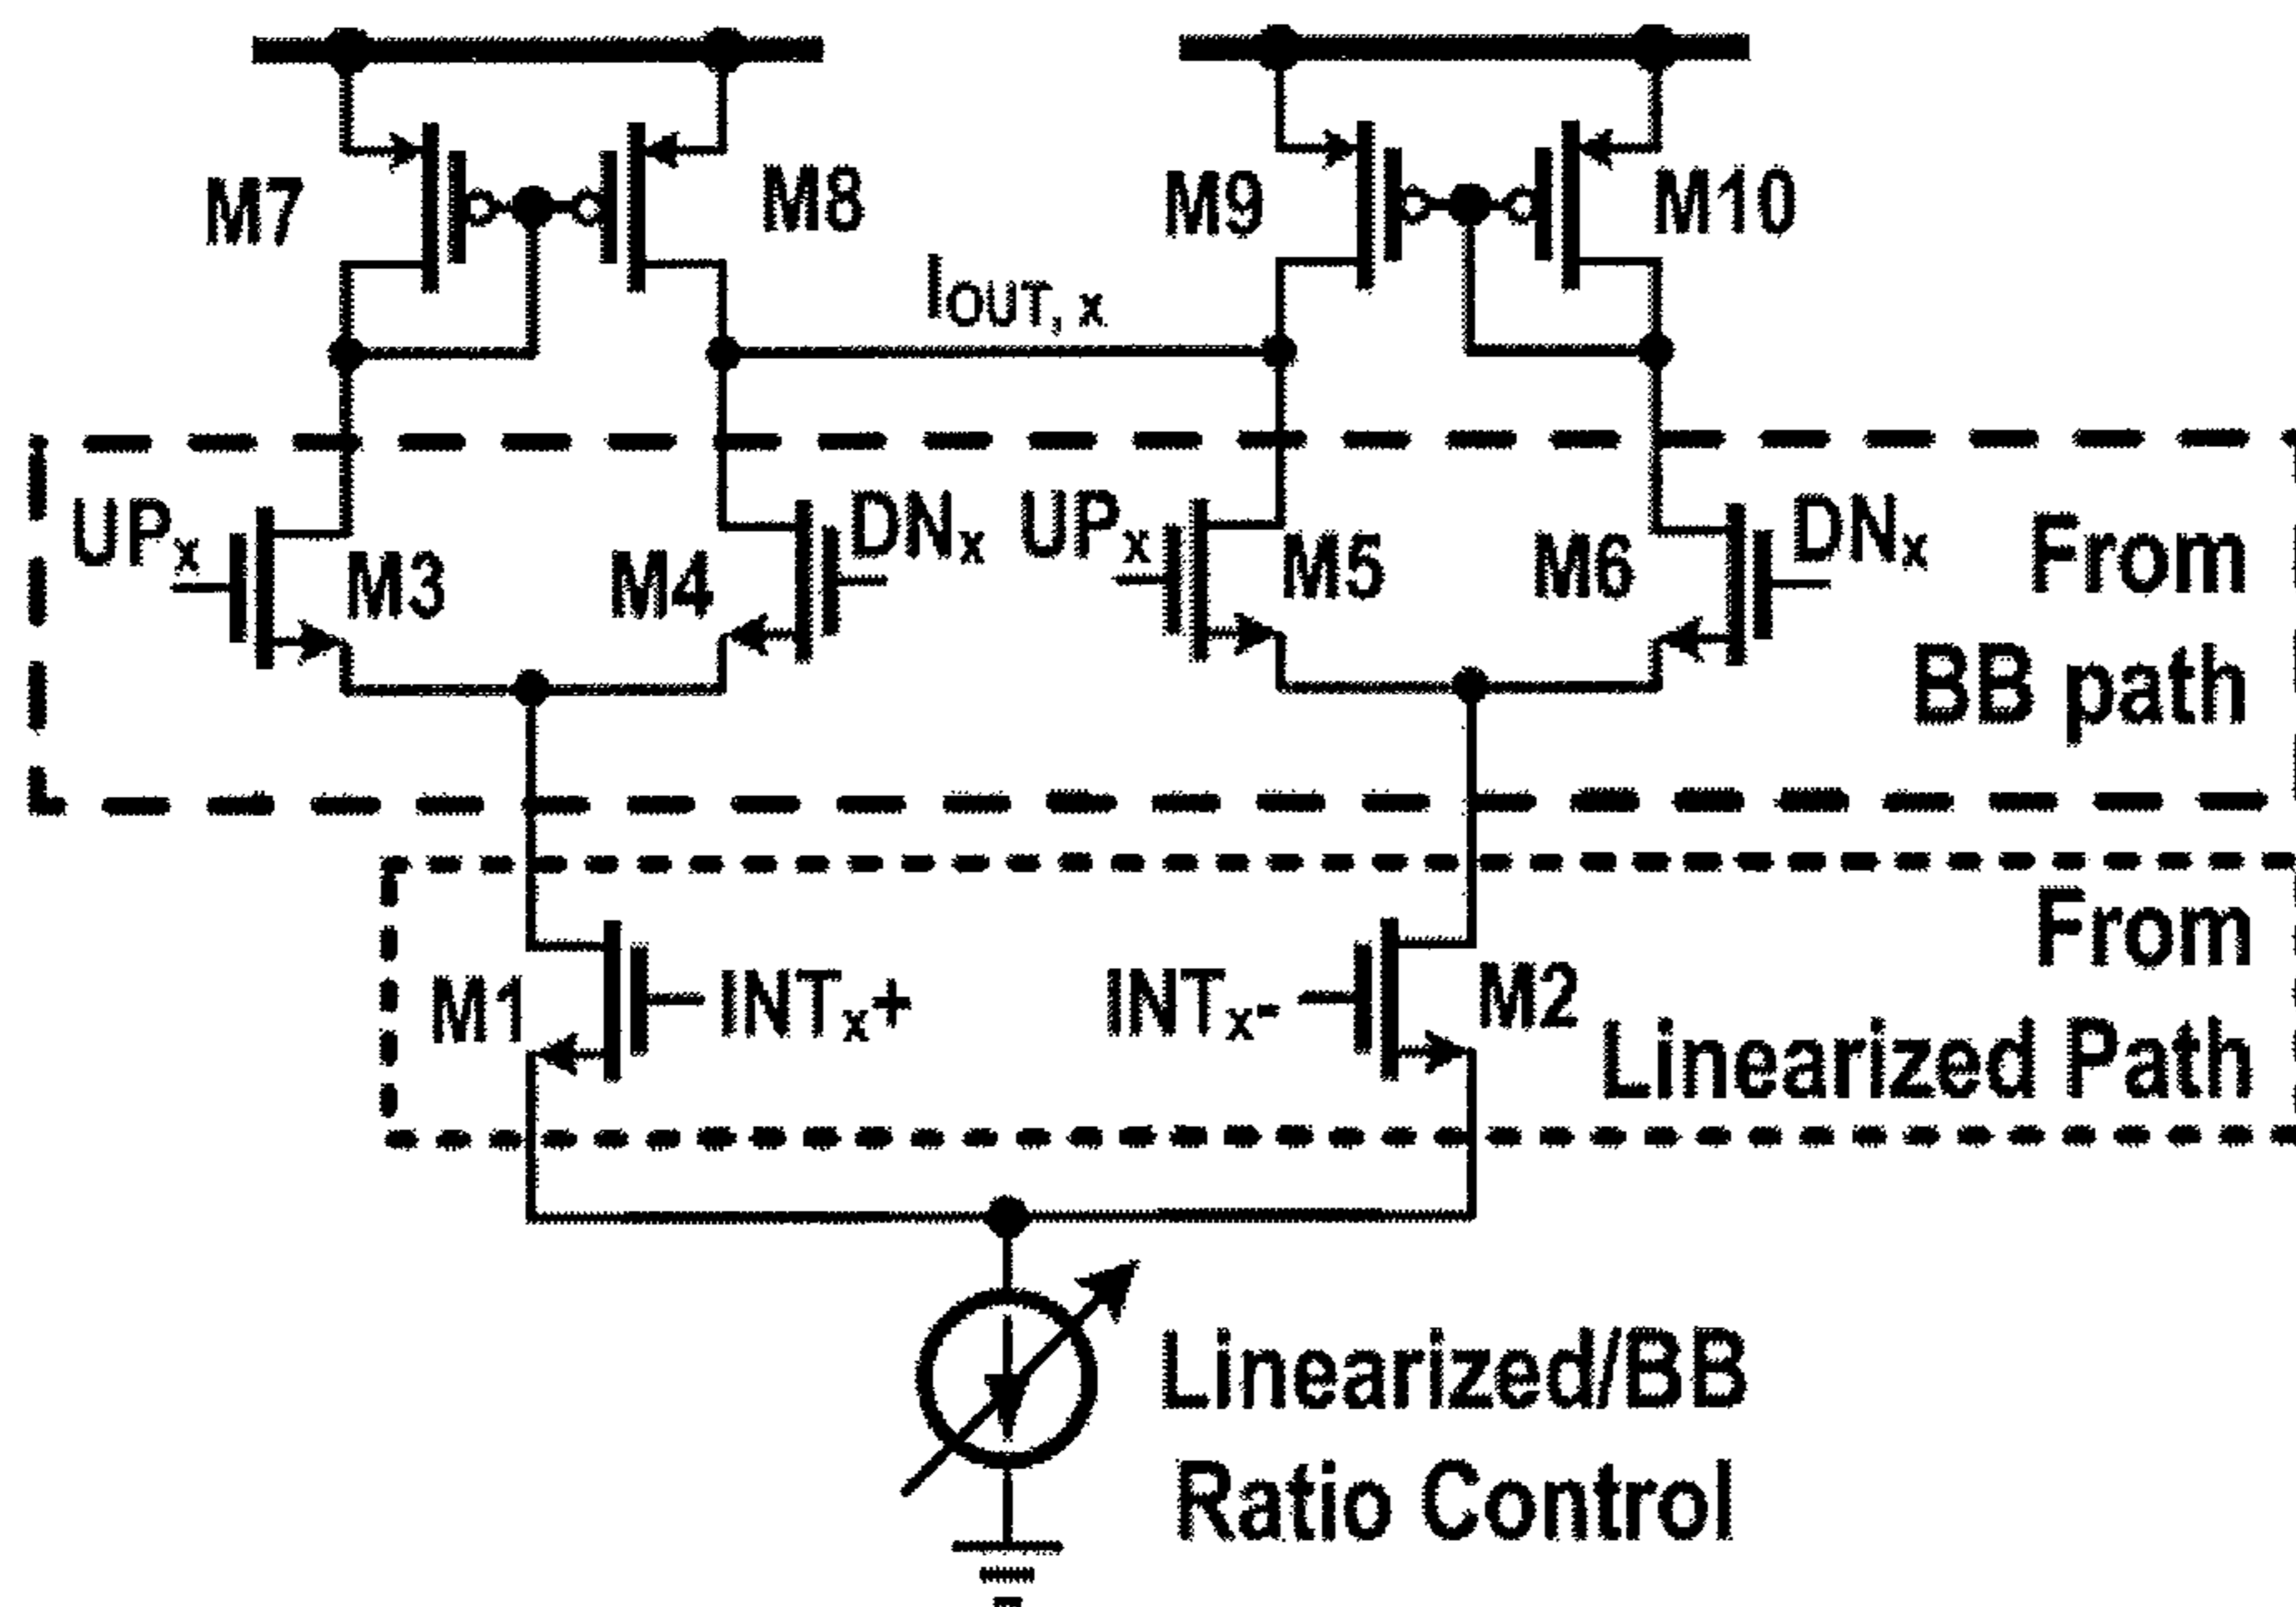 M7
M8
M9
M10
IOUT, x
UPx
M3
M4
DNx
UPx
M5
M6
DNx
From
BB path
M1
INTx+
INTx-
M2
From
Linearized Path
Linearized/BB
Ratio Control